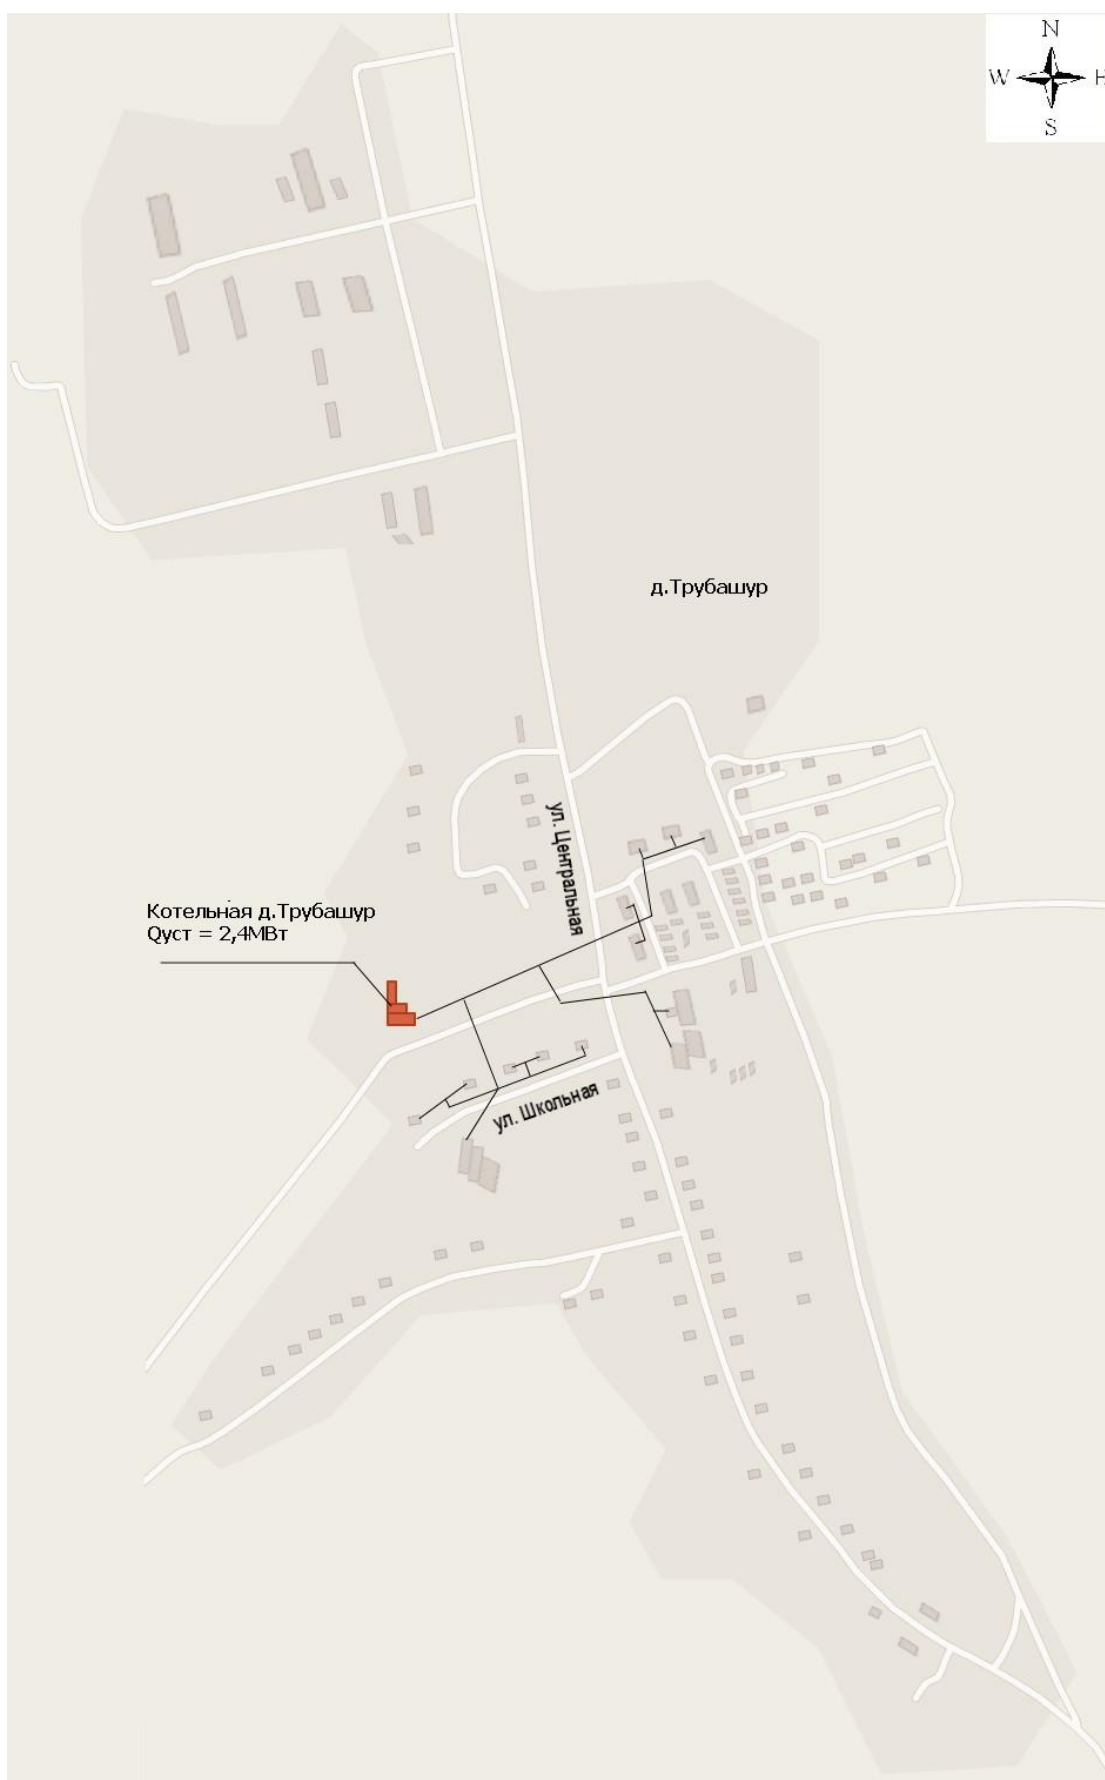 N
W
S
д.Трубашур
ул. Центральная
Котельная д.Трубашур
Qуст = 2,4МВт
ул. Школьная